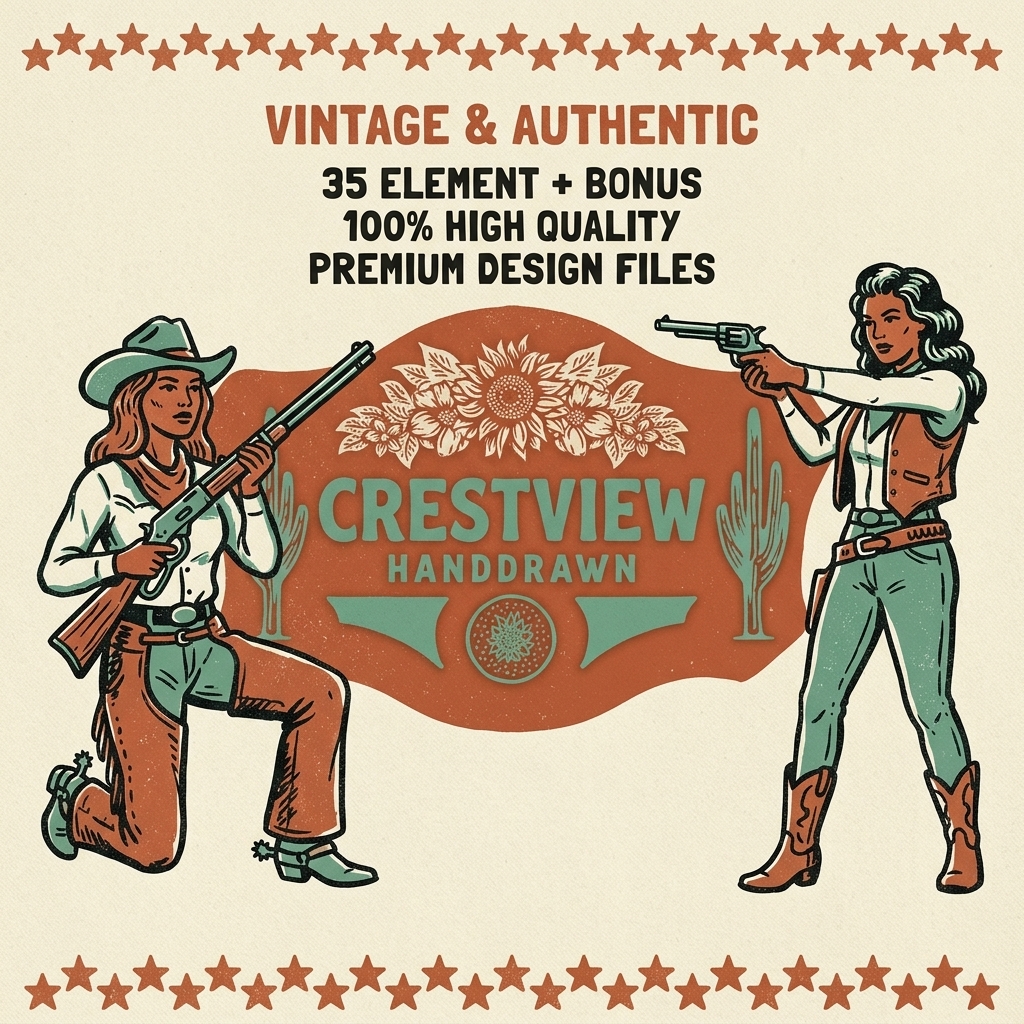 VINTAGE & AUTHENTIC
35 ELEMENT + BONUS
100% HIGH QUALITY
PREMIUM DESIGN FILES
CRESTVIEW
HANDDRAWN